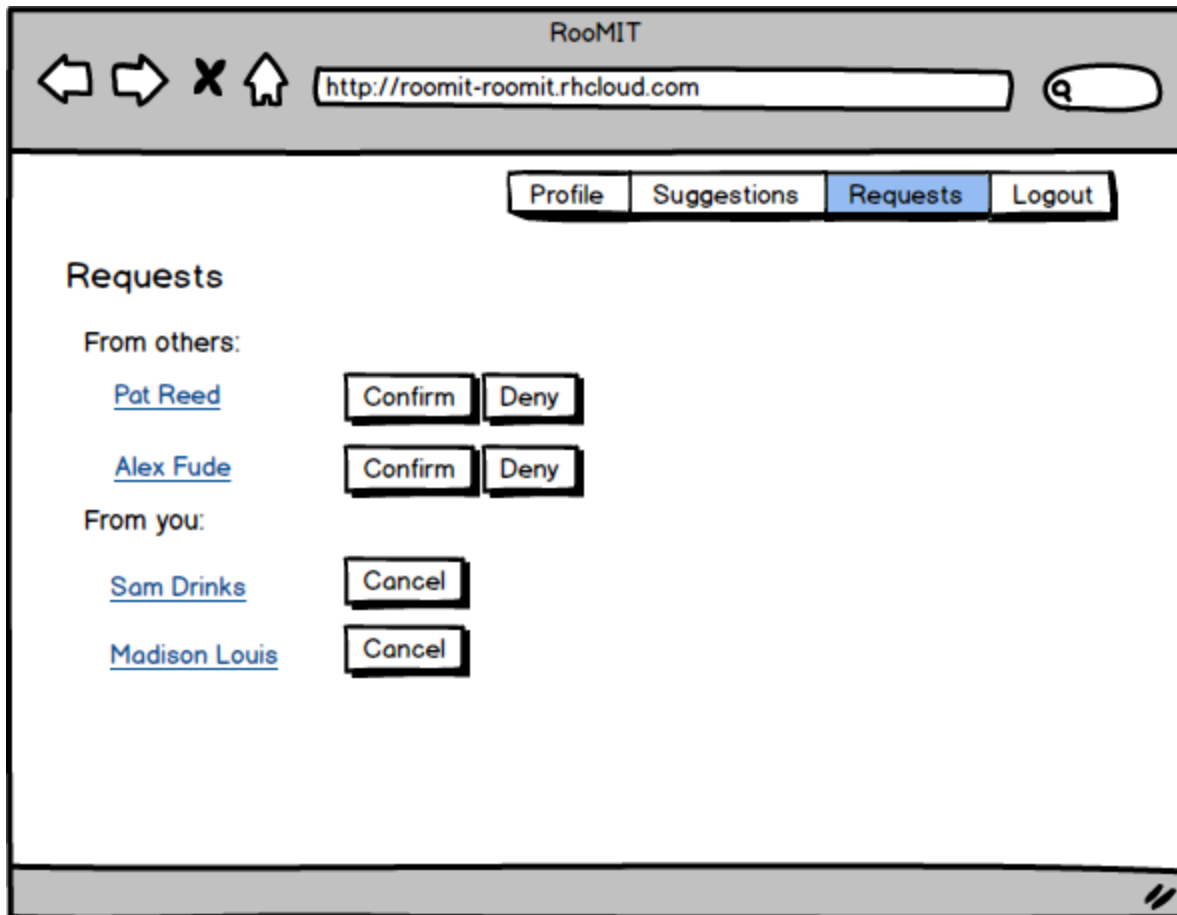 RooMIT
http://roomit-roomit.rhcloud.com
Profile Suggestions Requests Logout
Requests
From others:
Pat Reed Confirm Deny
Alex Fude Confirm Deny
From you:
Sam Drinks Cancel
Madison Louis Cancel